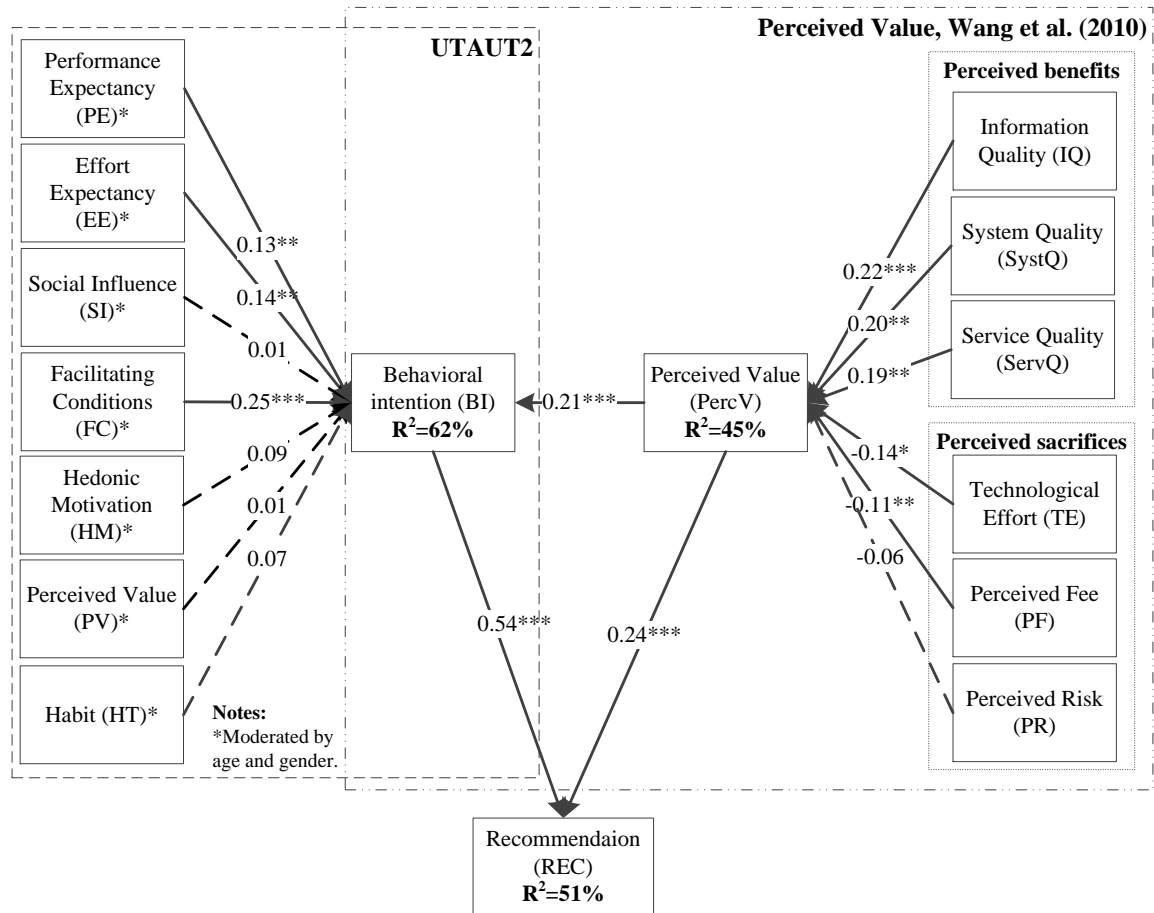 UTAUT2
Perceived Value, Wang et al. (2010)
Performance
Expectancy
(PE)*
Effort
Expectancy
(EE)*
Social Influence
(SI)*
Facilitating
Conditions
(FC)*
Hedonic
Motivation
(HM)*
Perceived Value
(PV)*
Habit (HT)*
0.13**
0.14**
0.01
0.25***
0.09
0.01
0.07
Notes:
*Moderated by
age and gender.
Behavioral
intention (BI)
R²=62%
0.21***
Perceived Value
(PercV)
R²=45%
0.54***
0.24***
Recommendaion
(REC)
R²=51%
Perceived benefits
Information
Quality (IQ)
System Quality
(SystQ)
Service Quality
(ServQ)
0.22***
0.20**
0.19**
Perceived sacrifices
Technological
Effort (TE)
Perceived Fee
(PF)
Perceived Risk
(PR)
-0.14*
-0.11**
-0.06